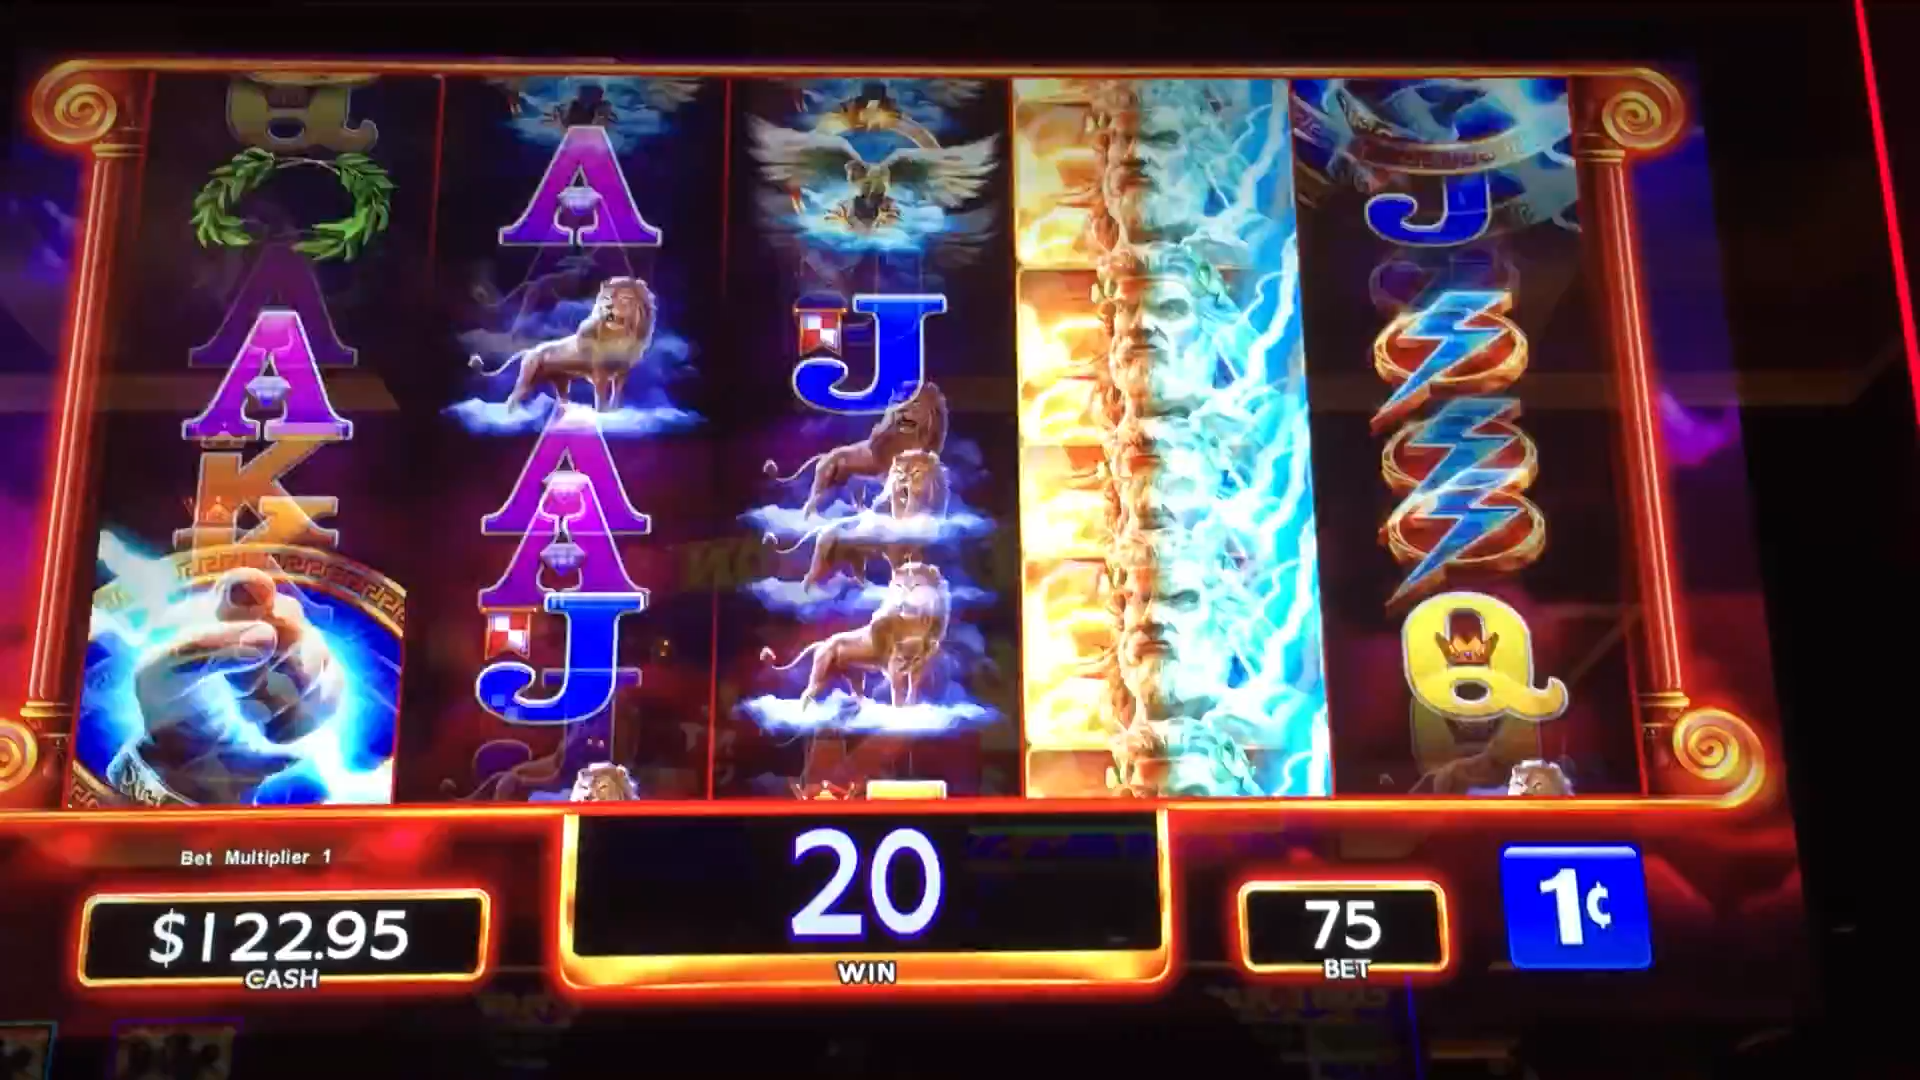 Q
A
A
K
A
A
J
J
J
Q
Bet Multiplier 1
$122.95
CASH
20
WIN
75
BET
1¢